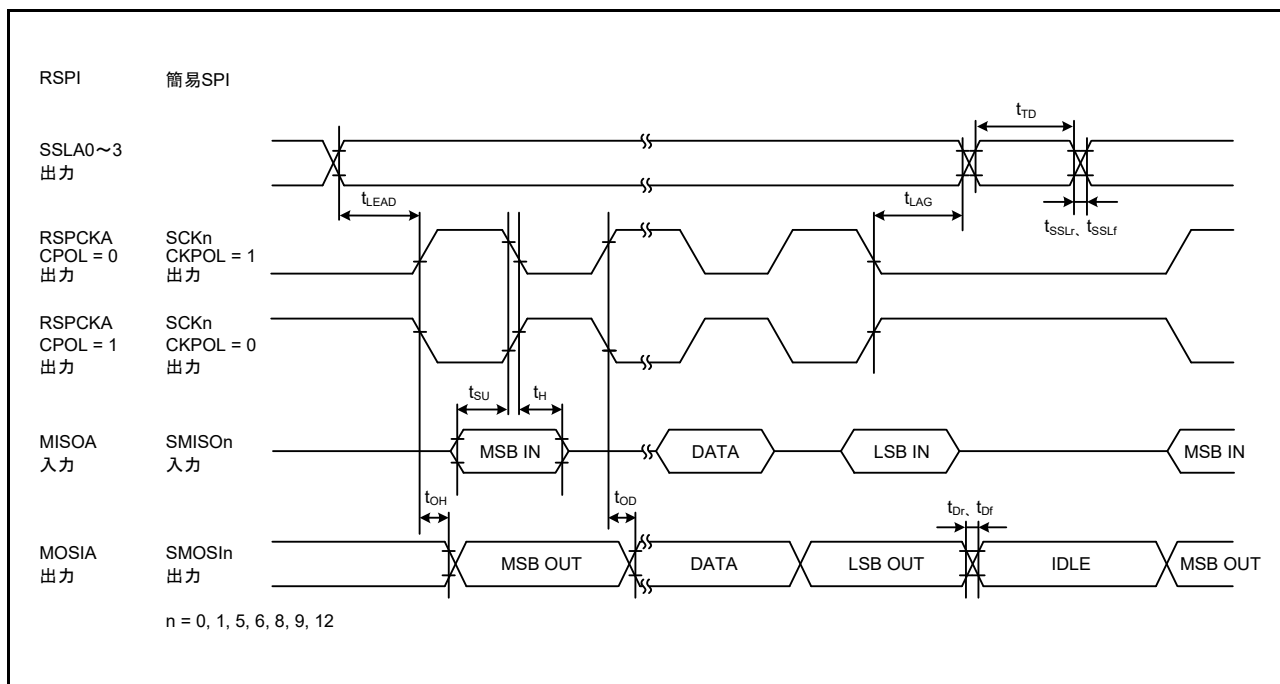 RSPI 簡易SPI
tTD
SSLA0～3
出力
tLEAD
tLAG
tSSLr、tSSLf
RSPCKA SCKn
CPOL = 0 CKPOL = 1
出力 出力
RSPCKA SCKn
CPOL = 1 CKPOL = 0
出力 出力
tSU tH
MISOA SMISOn
入力 入力
MSB IN DATA LSB IN MSB IN
tOH tOD tDr、tDf
MOSIA SMOSIn
出力 出力
MSB OUT DATA LSB OUT IDLE MSB OUT
n = 0, 1, 5, 6, 8, 9, 12